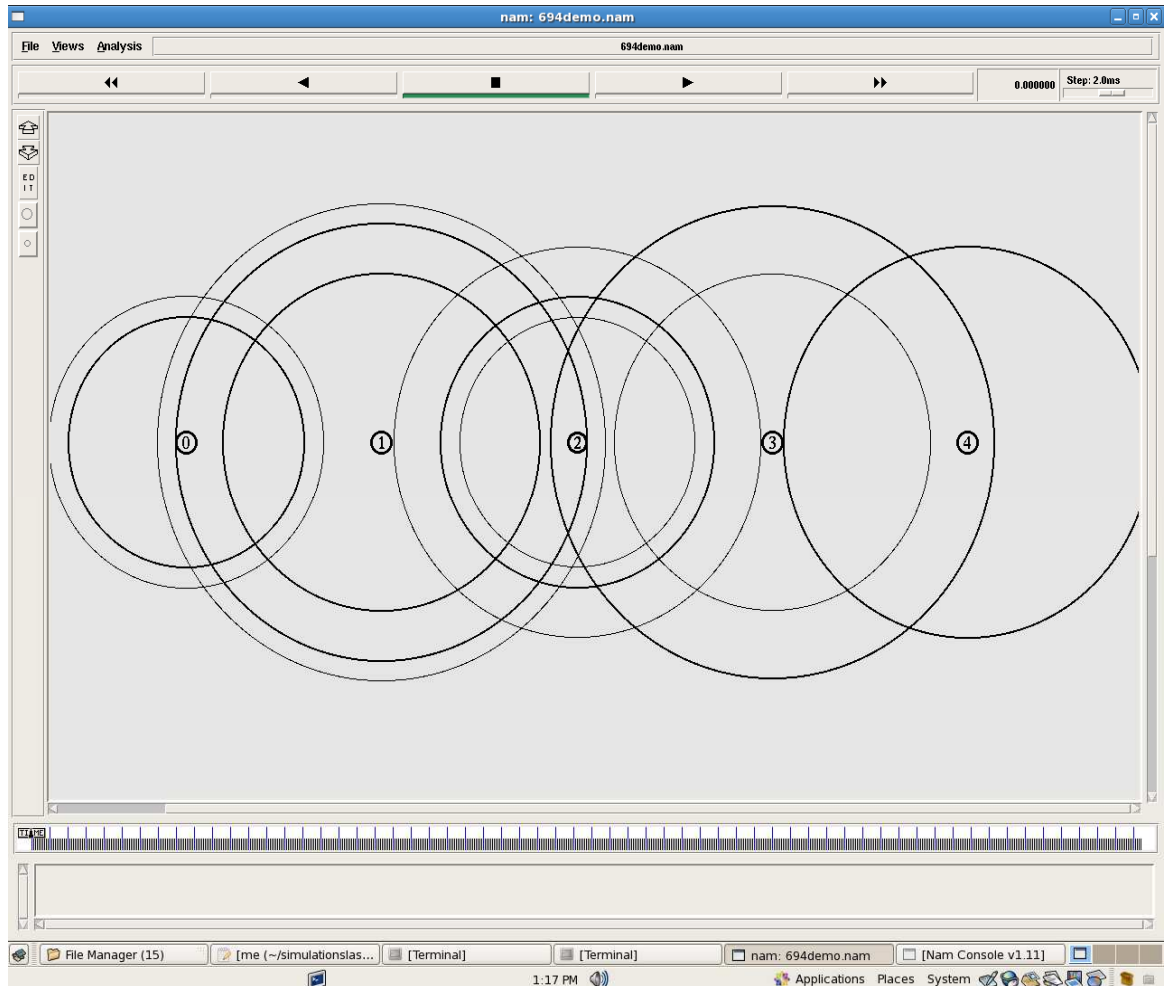 nam: 694demo.nam
File Views Analysis 694demo.nam
0.000000 Step: 2.0ms
ED
IT
0 1 2 3 4
TIME
File Manager (15) [me (~/simulationslas... [Terminal] [Terminal] nam: 694demo.nam [Nam Console v1.11]
1:17 PM Applications Places System